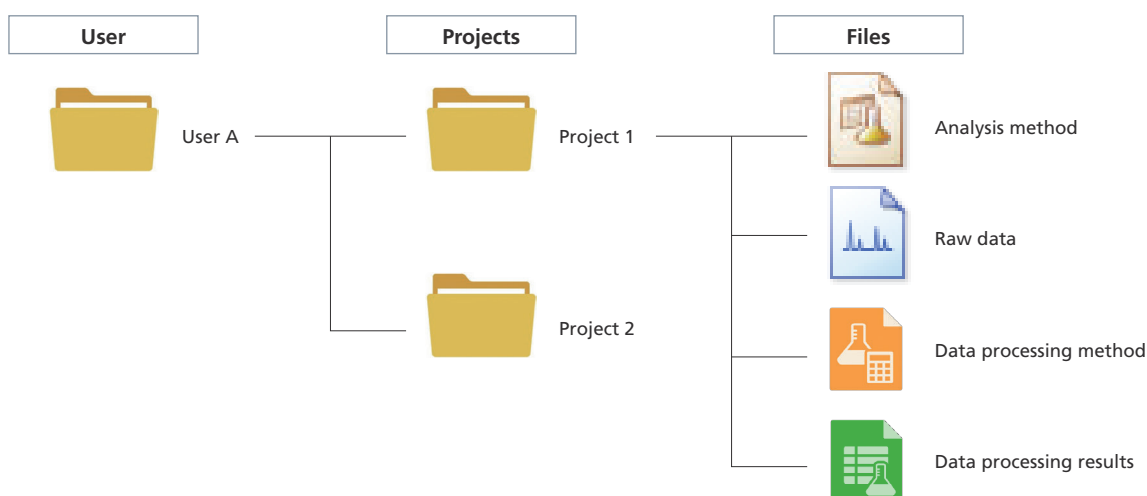 User
Projects
Files
User A
Project 1
Project 2
Analysis method
Raw data
Data processing method
Data processing results